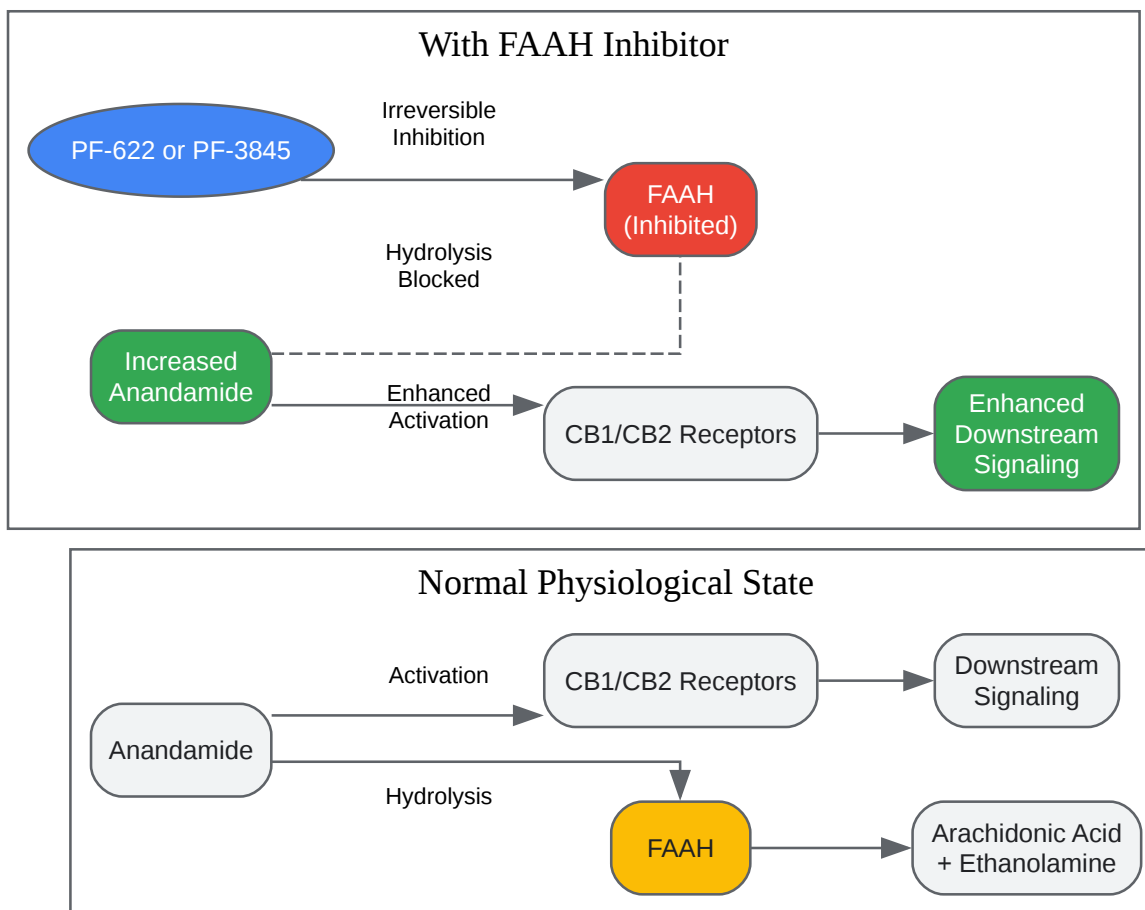 With FAAH Inhibitor
Irreversible
Inhibition
PF-622 or PF-3845
FAAH
(Inhibited)
Hydrolysis
Blocked
Increased
Anandamide
Enhanced
Activation
CB1/CB2 Receptors
Enhanced
Downstream
Signaling
Normal Physiological State
Activation
CB1/CB2 Receptors
Downstream
Signaling
Anandamide
Hydrolysis
FAAH
Arachidonic Acid
+ Ethanolamine